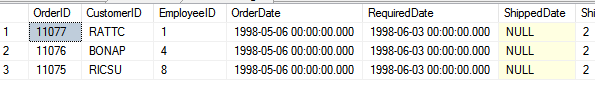 OrderID CustomerID EmployeeID OrderDate RequiredDate ShippedDate Shi
1 11077 RATTC 1 1998-05-06 00:00:00.000 1998-06-03 00:00:00.000 NULL 2
2 11076 BONAP 4 1998-05-06 00:00:00.000 1998-06-03 00:00:00.000 NULL 2
3 11075 RICSU 8 1998-05-06 00:00:00.000 1998-06-03 00:00:00.000 NULL 2